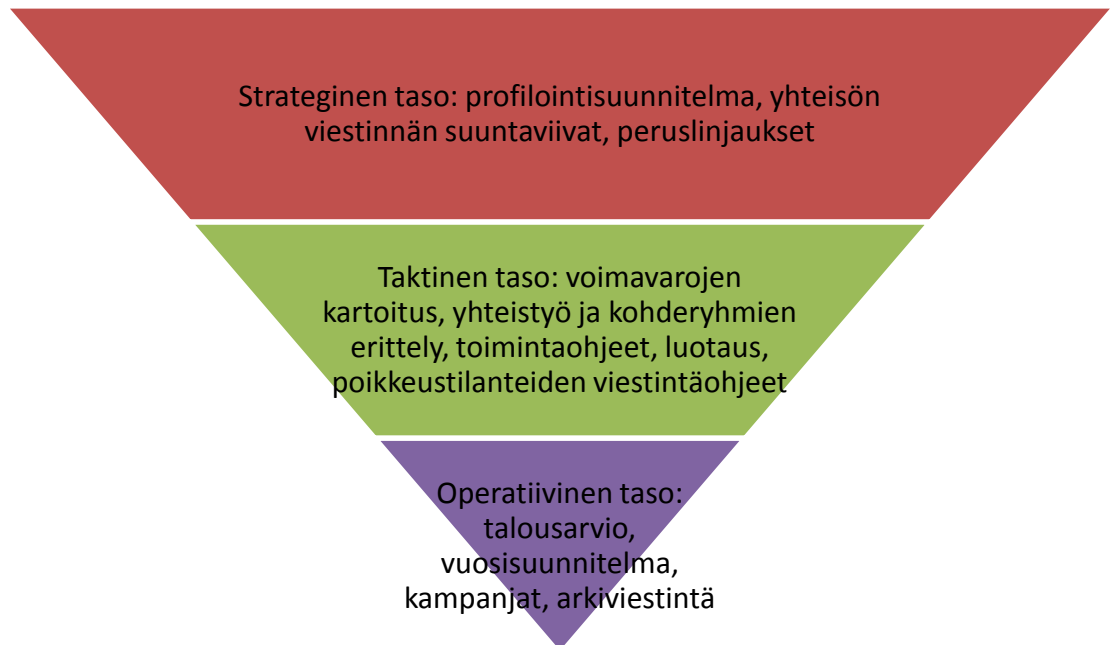 Strateginen taso: profilointisuunnitelma, yhteisön
viestinnän suuntaviivat, peruslinjaukset
Taktinen taso: voimavarojen
kartoitus, yhteistyö ja kohderyhmien
erittely, toimintaohjeet, luotaus,
poikkeustilanteiden viestintäohjeet
Operatiivinen taso:
talousarvio,
vuosisuunnitelma,
kampanjat, arkiviestintä